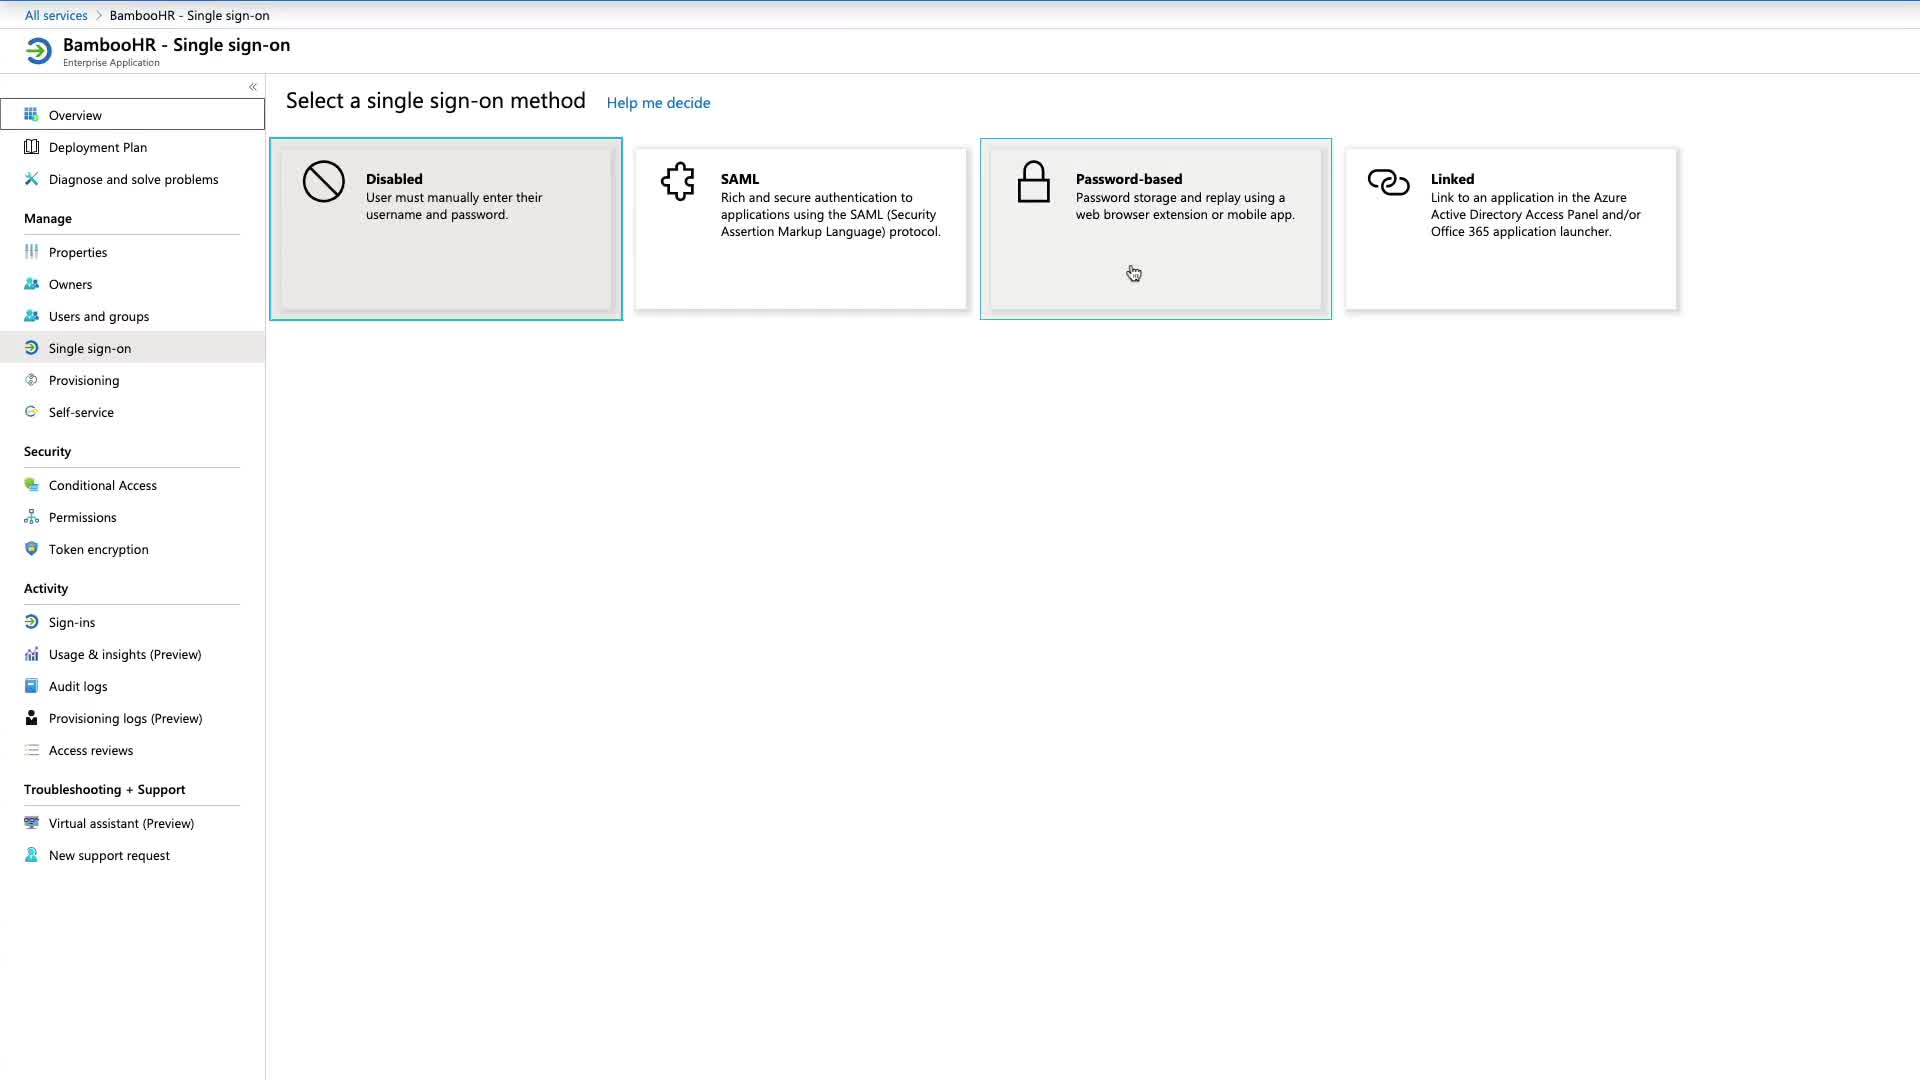 All services > BambooHR - Single sign-on
BambooHR - Single sign-on
Enterprise Application
«
Overview
Deployment Plan
Diagnose and solve problems
Manage
Properties
Owners
Users and groups
Single sign-on
Provisioning
Self-service
Security
Conditional Access
Permissions
Token encryption
Activity
Sign-ins
Usage & insights (Preview)
Audit logs
Provisioning logs (Preview)
Access reviews
Troubleshooting + Support
Virtual assistant (Preview)
New support request
Select a single sign-on method Help me decide
Disabled
User must manually enter their
username and password.
SAML
Rich and secure authentication to
applications using the SAML (Security
Assertion Markup Language) protocol.
Password-based
Password storage and replay using a
web browser extension or mobile app.
Linked
Link to an application in the Azure
Active Directory Access Panel and/or
Office 365 application launcher.